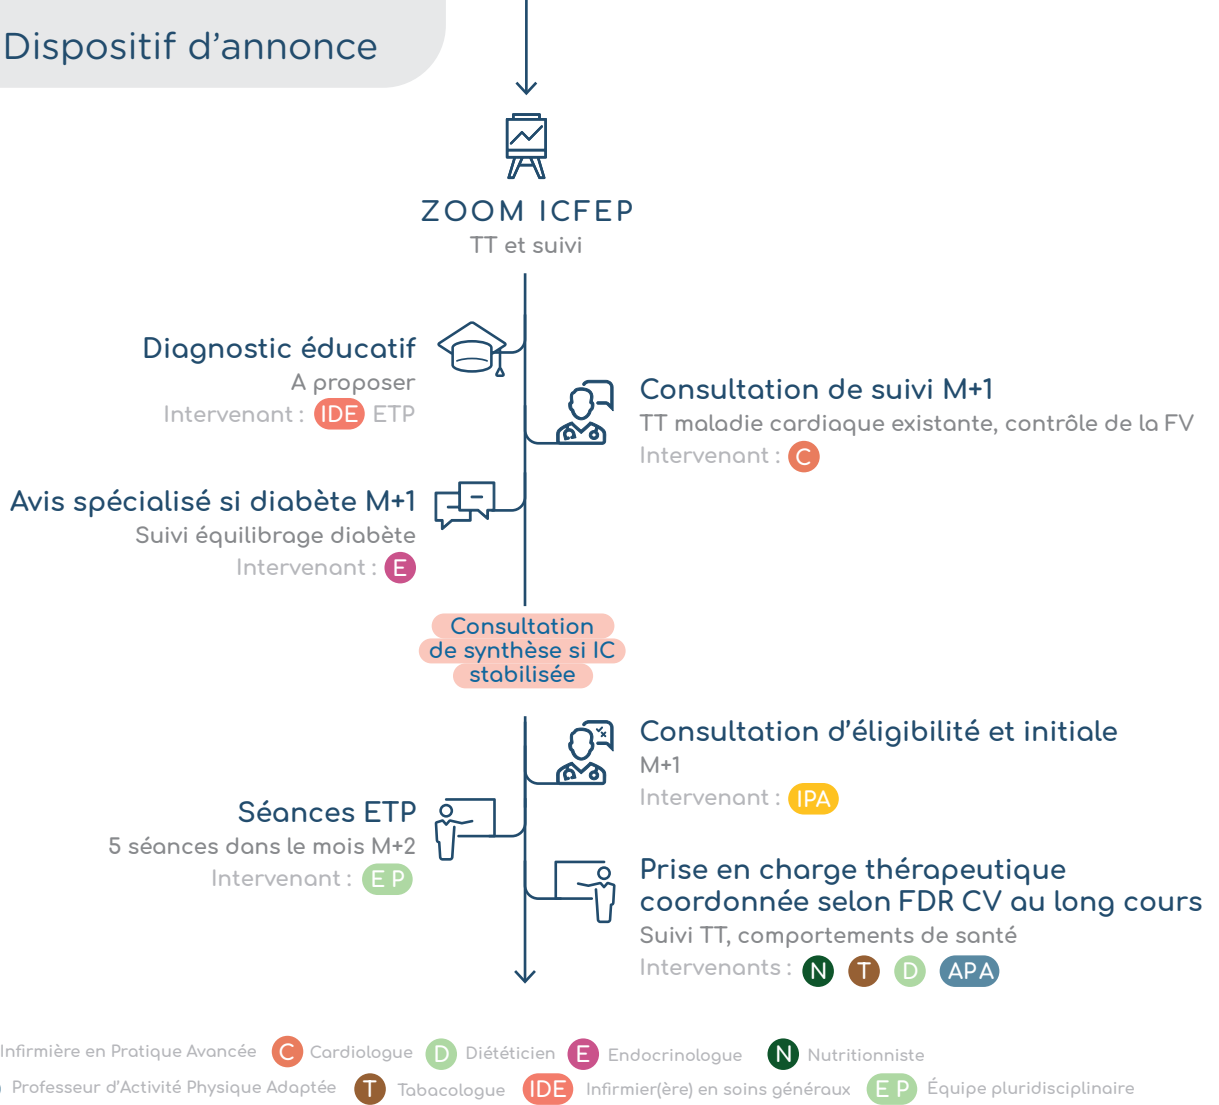 Dispositif d'annonce
ZOOM ICFEP
TT et suivi
Diagnostic éducatif
A proposer
Intervenant : IDE ETP
Consultation de suivi M+1
TT maladie cardiaque existante, contrôle de la FV
Intervenant : C
Avis spécialisé si diabète M+1
Suivi équilibrage diabète
Intervenant : E
Consultation
de synthèse si IC
stabilisée
Consultation d'éligibilité et initiale
M+1
Intervenant : IPA
Séances ETP
5 séances dans le mois M+2
Intervenant : E P
Prise en charge thérapeutique
coordonnée selon FDR CV au long cours
Suivi TT, comportements de santé
Intervenants : N T D APA
Infirmière en Pratique Avancée C Cardiologue D Diététicien E Endocrinologue N Nutritionniste
Professeur d'Activité Physique Adaptée T Tabacologue IDE Infirmier(ère) en soins généraux E P Équipe pluridisciplinaire